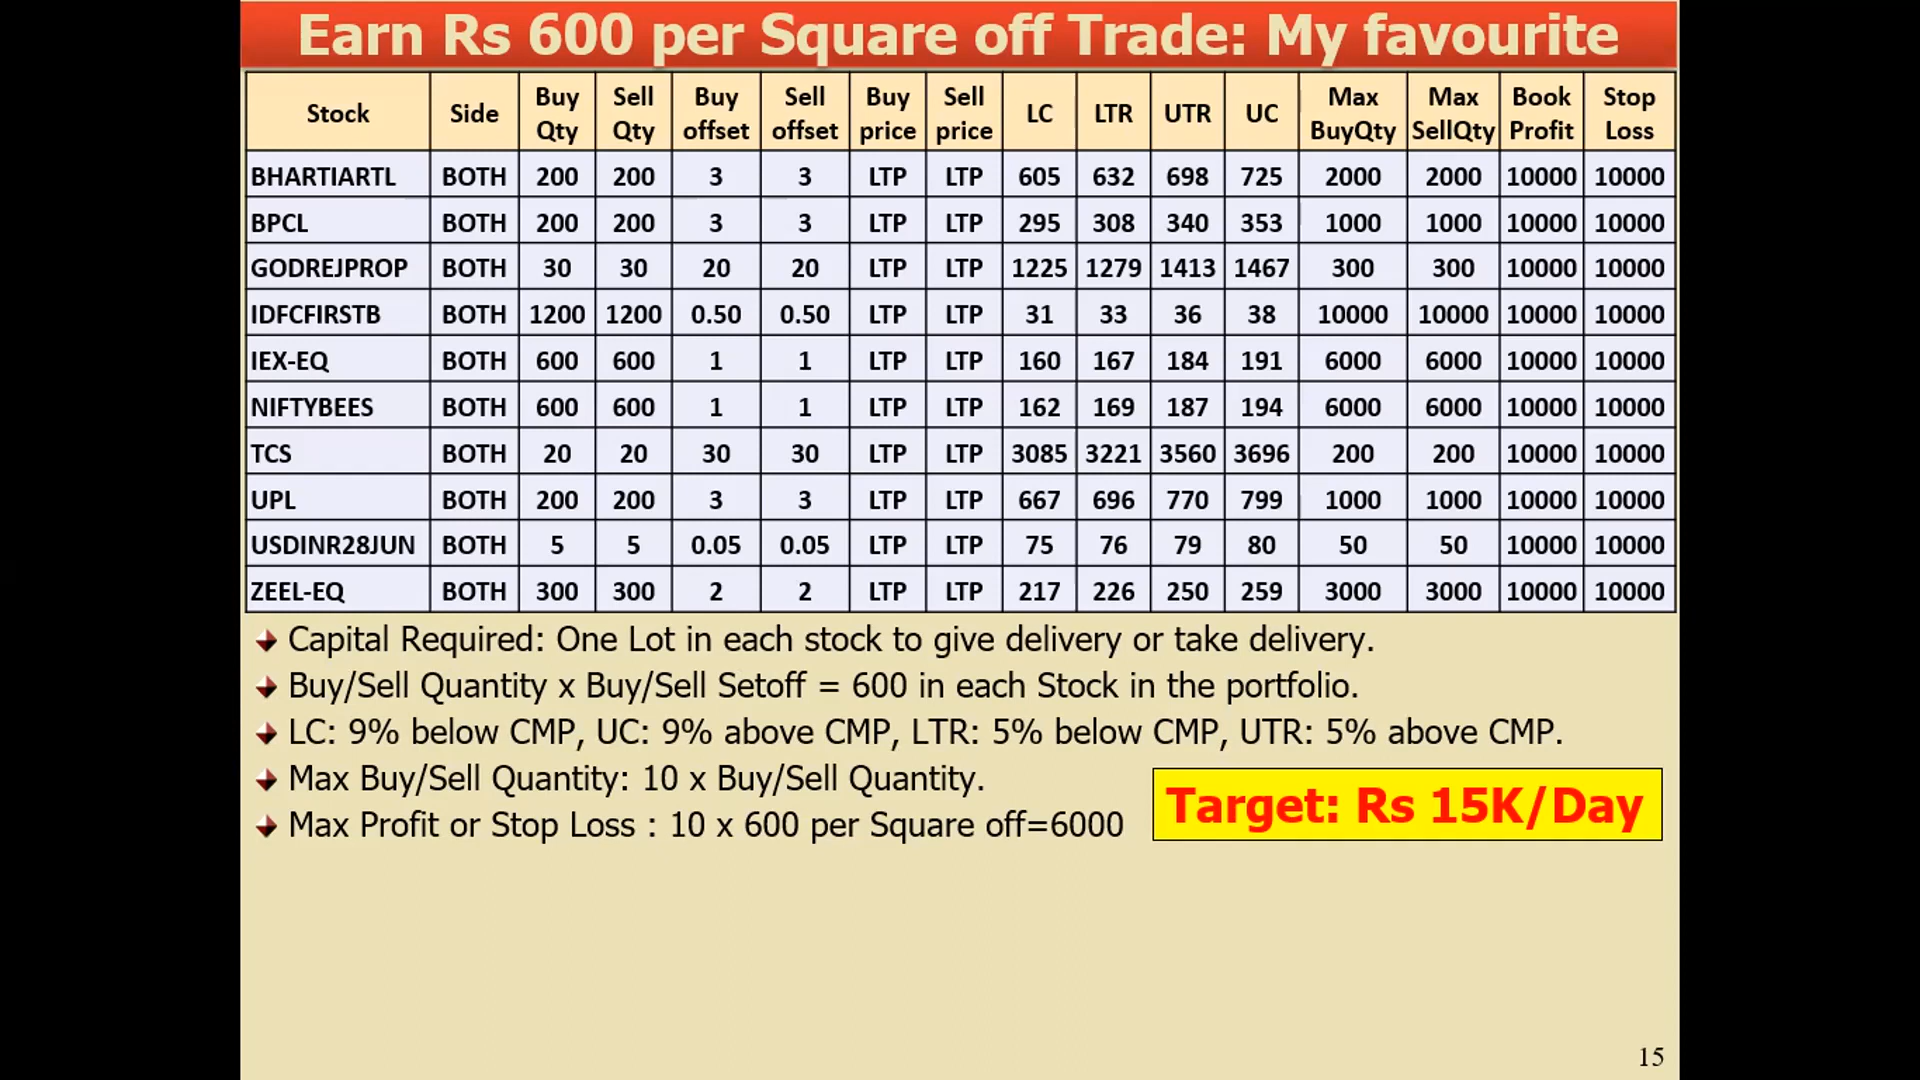 Earn Rs 600 per Square off Trade: My favourite
Stock Side Buy Qty Sell Qty Buy offset Sell offset Buy price Sell price LC LTR UTR UC Max BuyQty Max SellQty Book Profit Stop Loss
BHARTIARTL BOTH 200 200 3 3 LTP LTP 605 632 698 725 2000 2000 10000 10000
BPCL BOTH 200 200 3 3 LTP LTP 295 308 340 353 1000 1000 10000 10000
GODREJPROP BOTH 30 30 20 20 LTP LTP 1225 1279 1413 1467 300 300 10000 10000
IDFCFIRSTB BOTH 1200 1200 0.50 0.50 LTP LTP 31 33 36 38 10000 10000 10000 10000
IEX-EQ BOTH 600 600 1 1 LTP LTP 160 167 184 191 6000 6000 10000 10000
NIFTYBEES BOTH 600 600 1 1 LTP LTP 162 169 187 194 6000 6000 10000 10000
TCS BOTH 20 20 30 30 LTP LTP 3085 3221 3560 3696 200 200 10000 10000
UPL BOTH 200 200 3 3 LTP LTP 667 696 770 799 1000 1000 10000 10000
USDINR28JUN BOTH 5 5 0.05 0.05 LTP LTP 75 76 79 80 50 50 10000 10000
ZEEL-EQ BOTH 300 300 2 2 LTP LTP 217 226 250 259 3000 3000 10000 10000
Capital Required: One Lot in each stock to give delivery or take delivery.
Buy/Sell Quantity x Buy/Sell Setoff = 600 in each Stock in the portfolio.
LC: 9% below CMP, UC: 9% above CMP, LTR: 5% below CMP, UTR: 5% above CMP.
Max Buy/Sell Quantity: 10 x Buy/Sell Quantity.
Max Profit or Stop Loss : 10 x 600 per Square off=6000
Target: Rs 15K/Day
15